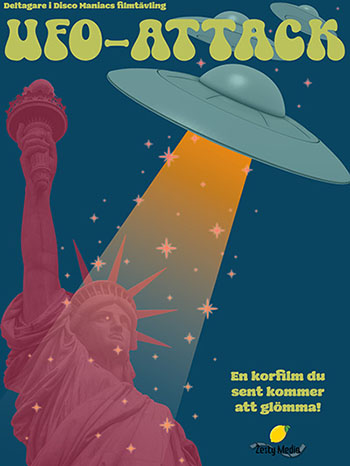 Deltagare i Disco Maniacs filmtävling
UFO-ATTACK
En korfilm du
sent kommer
att glömma!
Zesty Media